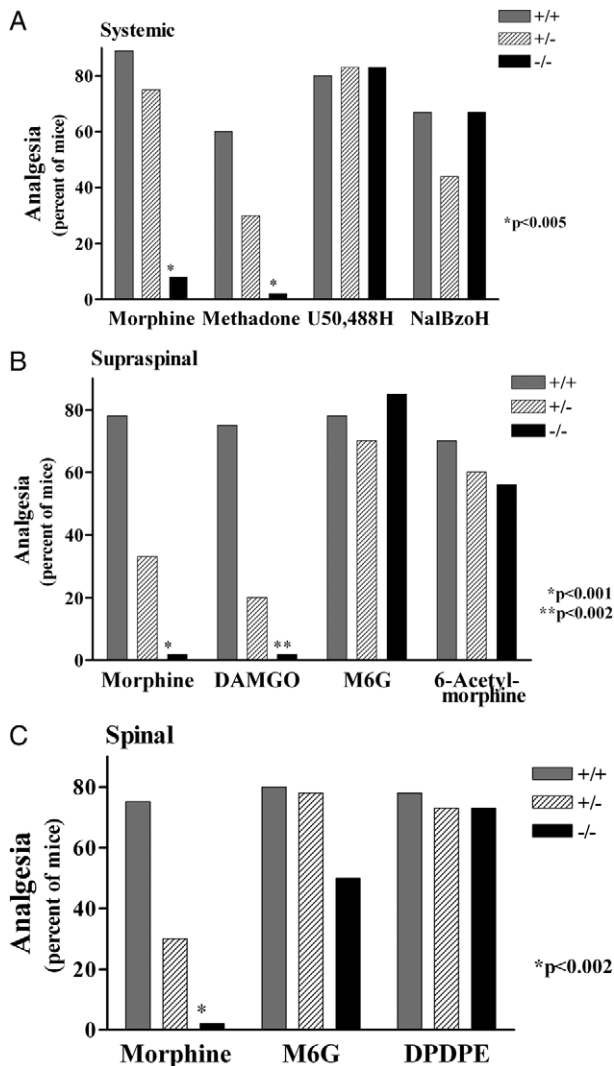 A
Systemic
+/+
+/-
-/-
Analgesia
(percent of mice)
80
60
40
20
0
*
*
*p<0.005
Morphine Methadone U50,488H NalBzoH
B
Supraspinal
+/+
+/-
-/-
Analgesia
(percent of mice)
80
60
40
20
0
*
**
*p<0.001
**p<0.002
Morphine DAMGO M6G 6-Acetyl-
morphine
C
Spinal
+/+
+/-
-/-
Analgesia
(percent of mice)
80
60
40
20
0
*
*p<0.002
Morphine M6G DPDPE